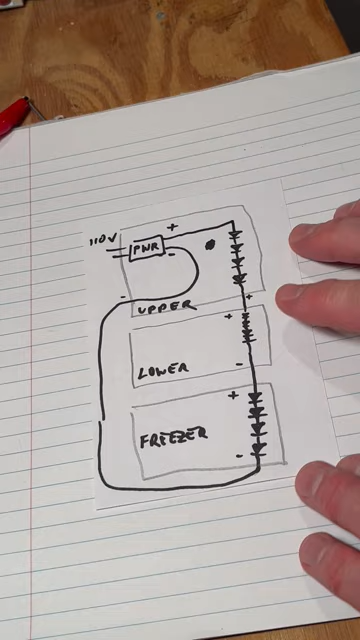 +
110V
PWR
-
-
+
UPPER
+
-
LOWER
+
FREEZER
-